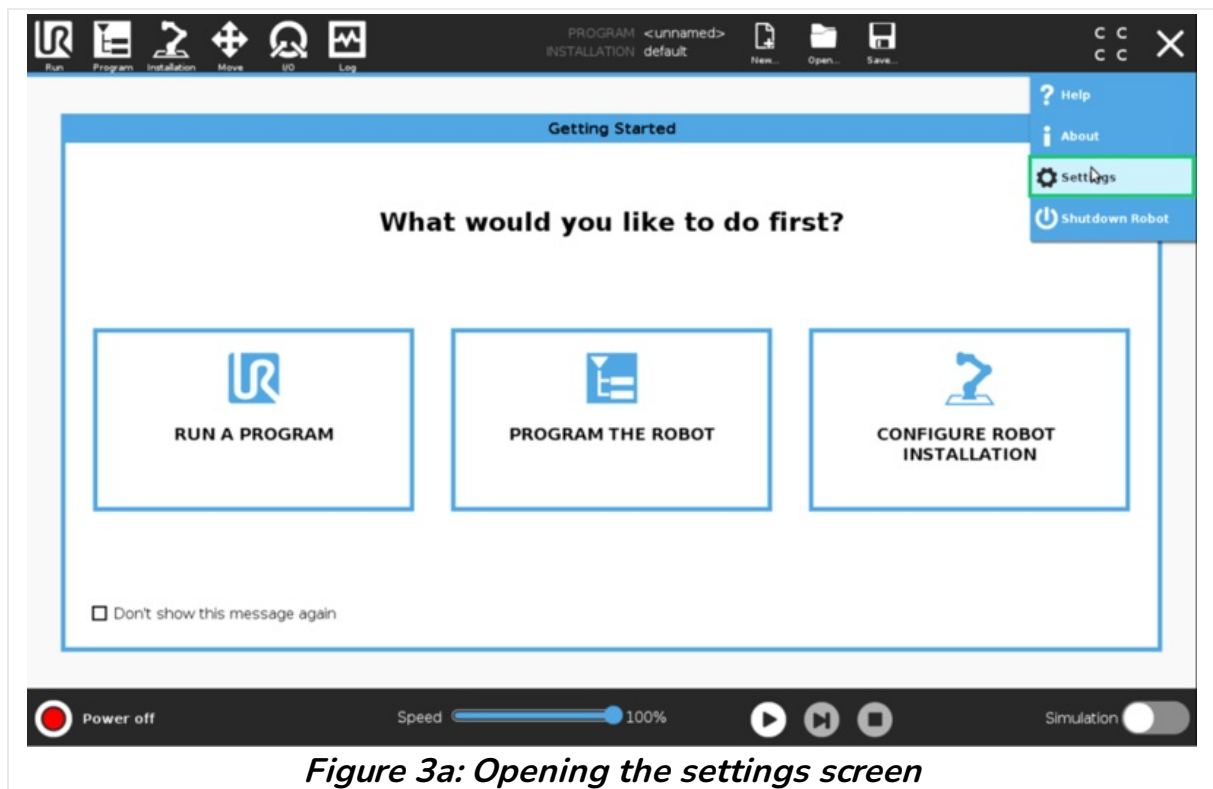 PROGRAM <unnamed>
INSTALLATION default
Run Program Installation Move I/O Log New... Open... Save...
C C
C C
? Help
Getting Started
i About
Settings
Shutdown Robot
What would you like to do first?
RUN A PROGRAM
PROGRAM THE ROBOT
CONFIGURE ROBOT
INSTALLATION
Don't show this message again
Power off Speed 100% Simulation
Figure 3a: Opening the settings screen